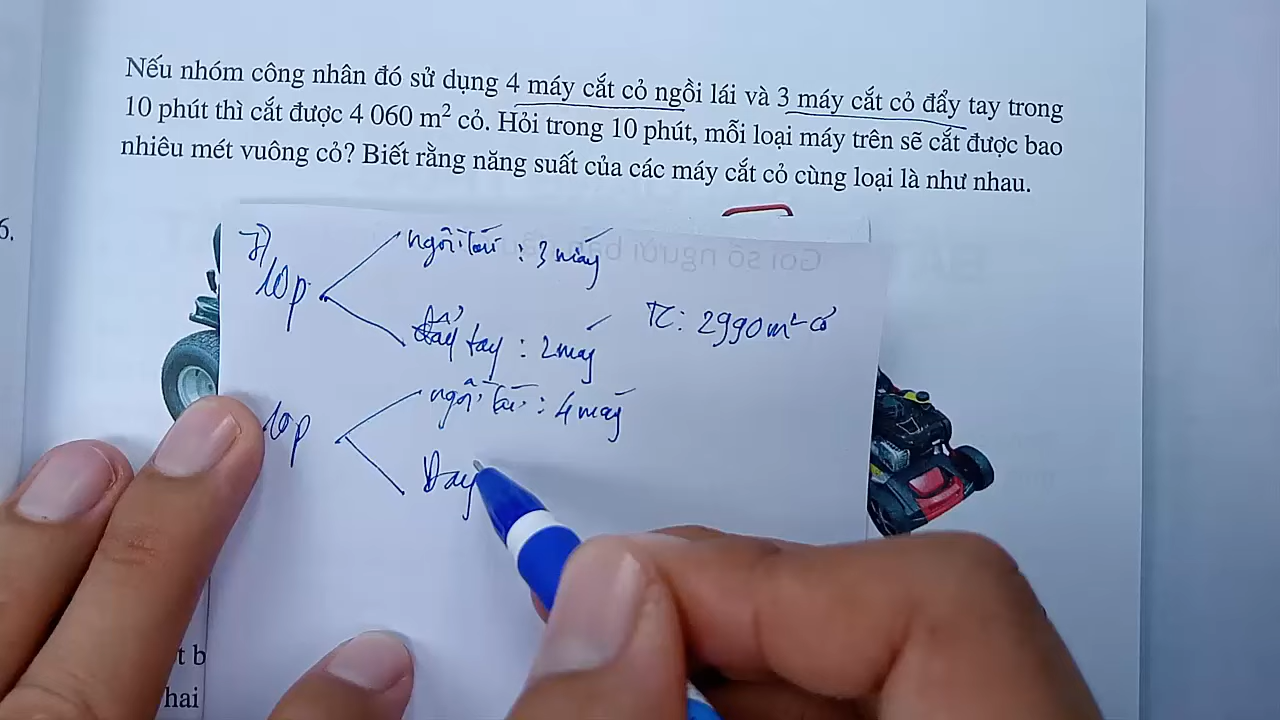 Nếu nhóm công nhân đó sử dụng 4 máy cắt cỏ ngồi lái và 3 máy cắt cỏ đẩy tay trong
10 phút thì cắt được 4 060 m² cỏ. Hỏi trong 10 phút, mỗi loại máy trên sẽ cắt được bao
nhiêu mét vuông cỏ? Biết rằng năng suất của các máy cắt cỏ cùng loại là như nhau.
6.
7)
10p
ngồi lái : 3 máy
đẩy tay : 2 máy
TC: 2990m² cỏ
10p
ngồi lái : 4 máy
Đẩy
t b
hai